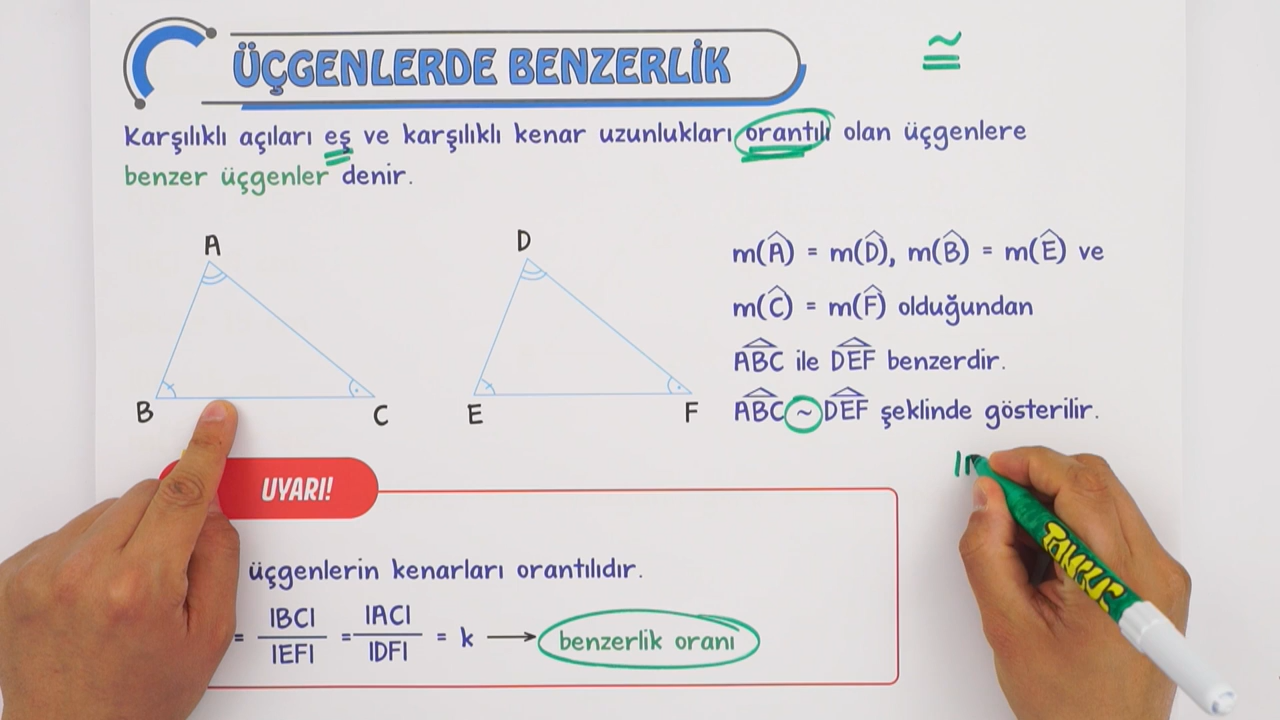 ÜÇGENLERDE BENZERLİK
≅
Karşılıklı açıları eş ve karşılıklı kenar uzunlukları orantılı olan üçgenlere
benzer üçgenler denir.
A
B
C
D
E
F
m(Â) = m(D̂), m(B̂) = m(Ê) ve
m(Ĉ) = m(F̂) olduğundan
ABC ile DEF benzerdir.
ABC ~ DEF şeklinde gösterilir.
UYARI!
üçgenlerin kenarları orantılıdır.
= |BC| / |EF| = |AC| / |DF| = k → benzerlik oranı